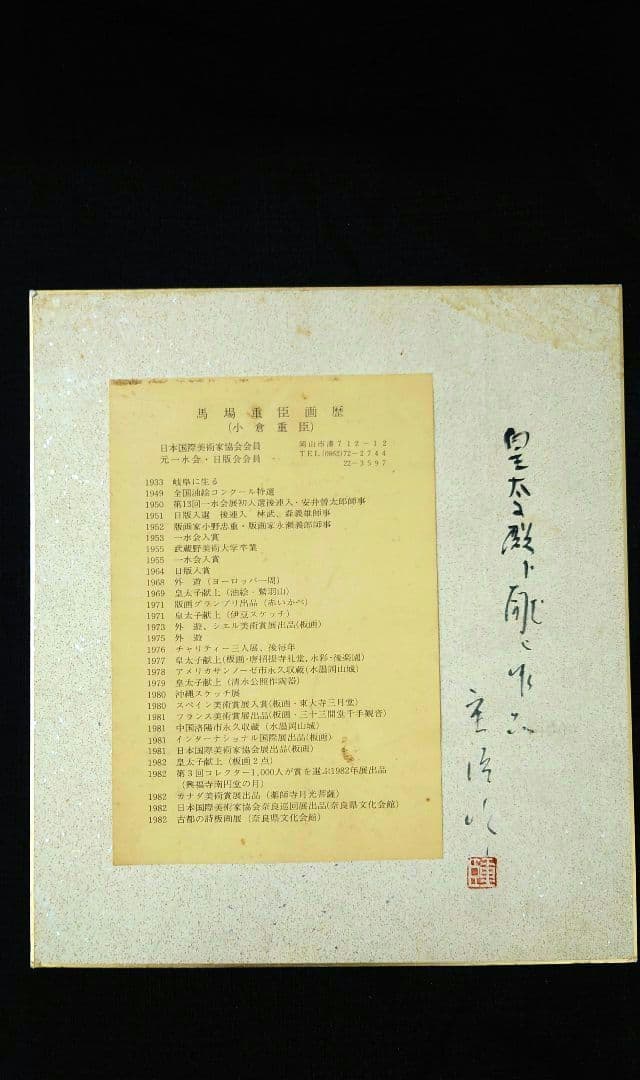 馬場重臣画歴
(小倉重臣)
日本国際美術家協会会員
元一水会・日版会会員
岡山市湊712-12
TEL(0862)72-2744
22-3597
1933 岐阜に生る
1949 全国油絵コンクール特選
1950 第13回一水会展初入選後連入・安井曽太郎師事
1951 日版入選 後連入 林武、森義雄師事
1952 版画家小野忠重・版画家永瀬義郎師事
1953 一水会入賞
1955 武蔵野美術大学卒業
1955 一水会入賞
1964 日版入賞
1968 外 遊(ヨーロッパ一周)
1969 皇太子献上(油絵・鷲羽山)
1971 版画グランプリ出品(赤いかべ)
1971 皇太子献上(伊豆スケッチ)
1973 外 遊、シエル美術賞展出品(板画)
1975 外 遊
1976 チャリティー三人展、後毎年
1977 皇太子献上(板画・唐招提寺礼堂,水彩・後楽園)
1978 アメリカサンノーゼ市永久収蔵(水墨岡山城)
1979 皇太子献上(清水公照作陶器)
1980 沖縄スケッチ展
1980 スペイン美術賞展入賞(板画・東大寺三月堂)
1981 フランス美術賞展出品(板画・三十三間堂千手観音)
1981 中国洛陽市永久収蔵(水墨岡山城)
1981 インターナショナル国際展出品(板画)
1981 日本国際美術家協会展出品(板画)
1982 皇太子献上(板画2点)
1982 第3回コレクター1,000人が賞を選ぶ1982年展出品
(興福寺南円堂の月)
1982 カナダ美術賞展出品(薬師寺月光菩薩)
1982 日本国際美術家協会奈良巡回展出品(奈良県文化会館)
1982 古都の詩板画展(奈良県文化会館)
皇太子殿下献上作品
重臣